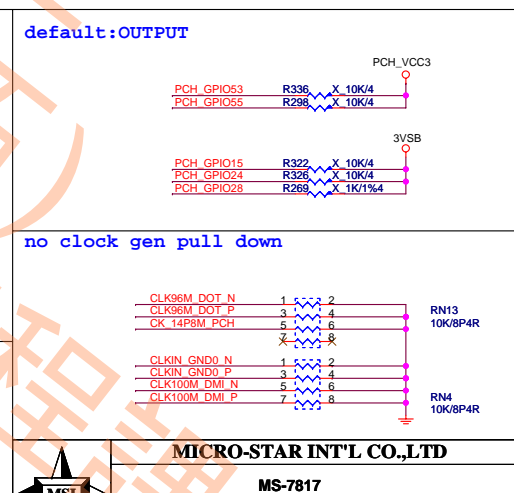 default:OUTPUT
PCH_VCC3
PCH_GPIO53 R336 X_10K/4
PCH_GPIO55 R298 X_10K/4
3VSB
PCH_GPIO15 R322 X_10K/4
PCH_GPIO24 R326 X_10K/4
PCH_GPIO28 R269 X_1K/1%4
no clock gen pull down
CLK96M_DOT_N 1 2
CLK96M_DOT_P 3 4
CK_14P8M_PCH 5 6
7 8
RN13
10K/8P4R
CLKIN_GND0_N 1 2
CLKIN_GND0_P 3 4
CLK100M_DMI_N 5 6
CLK100M_DMI_P 7 8
RN4
10K/8P4R
MICRO-STAR INT'L CO.,LTD
MSI
MS-7817